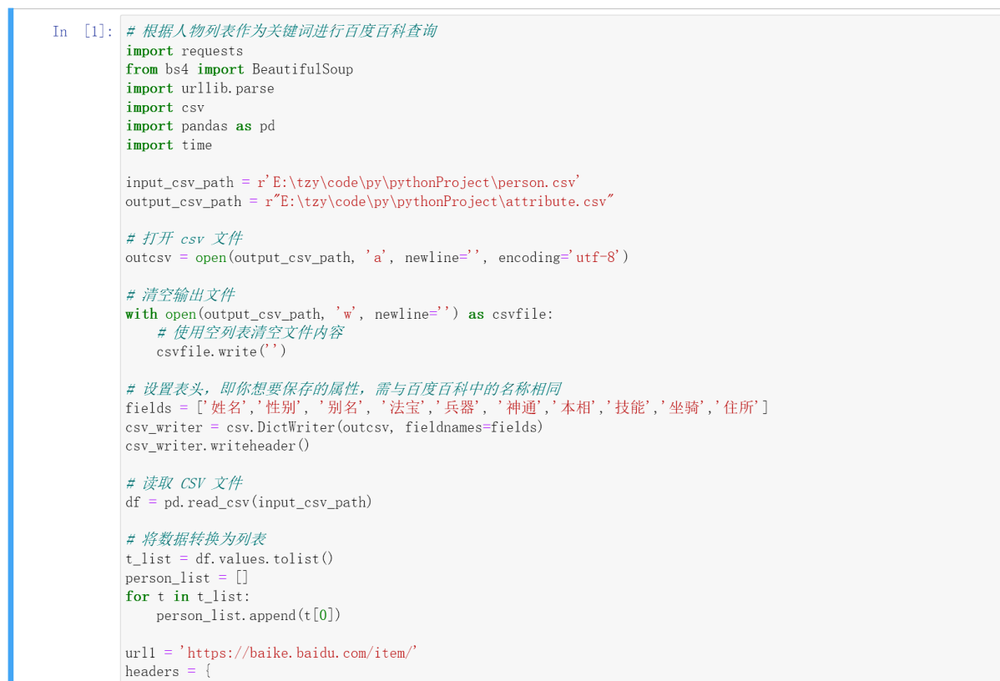 In [1]: # 根据人物列表作为关键词进行百度百科查询
import requests
from bs4 import BeautifulSoup
import urllib.parse
import csv
import pandas as pd
import time

input_csv_path = r'E:\tzy\code\py\pythonProject\person.csv'
output_csv_path = r"E:\tzy\code\py\pythonProject\attribute.csv"

# 打开 csv 文件
outcsv = open(output_csv_path, 'a', newline='', encoding='utf-8')

# 清空输出文件
with open(output_csv_path, 'w', newline='') as csvfile:
    # 使用空列表清空文件内容
    csvfile.write('')

# 设置表头，即你想要保存的属性，需与百度百科中的名称相同
fields = ['姓名','性别', '别名', '法宝','兵器', '神通','本相','技能','坐骑','住所']
csv_writer = csv.DictWriter(outcsv, fieldnames=fields)
csv_writer.writeheader()

# 读取 CSV 文件
df = pd.read_csv(input_csv_path)

# 将数据转换为列表
t_list = df.values.tolist()
person_list = []
for t in t_list:
    person_list.append(t[0])

url1 = 'https://baike.baidu.com/item/'
headers = {